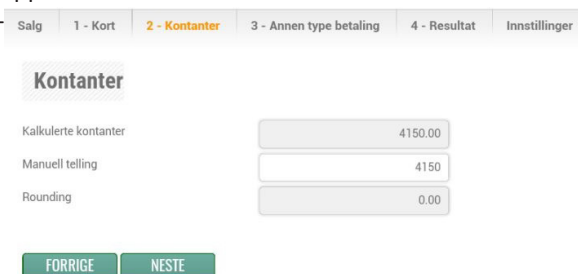 Salg 1 - Kort 2 - Kontanter 3 - Annen type betaling 4 - Resultat Innstillinger
Kontanter
Kalkulerte kontanter 4150.00
Manuell telling 4150
Rounding 0.00
FORRIGE NESTE